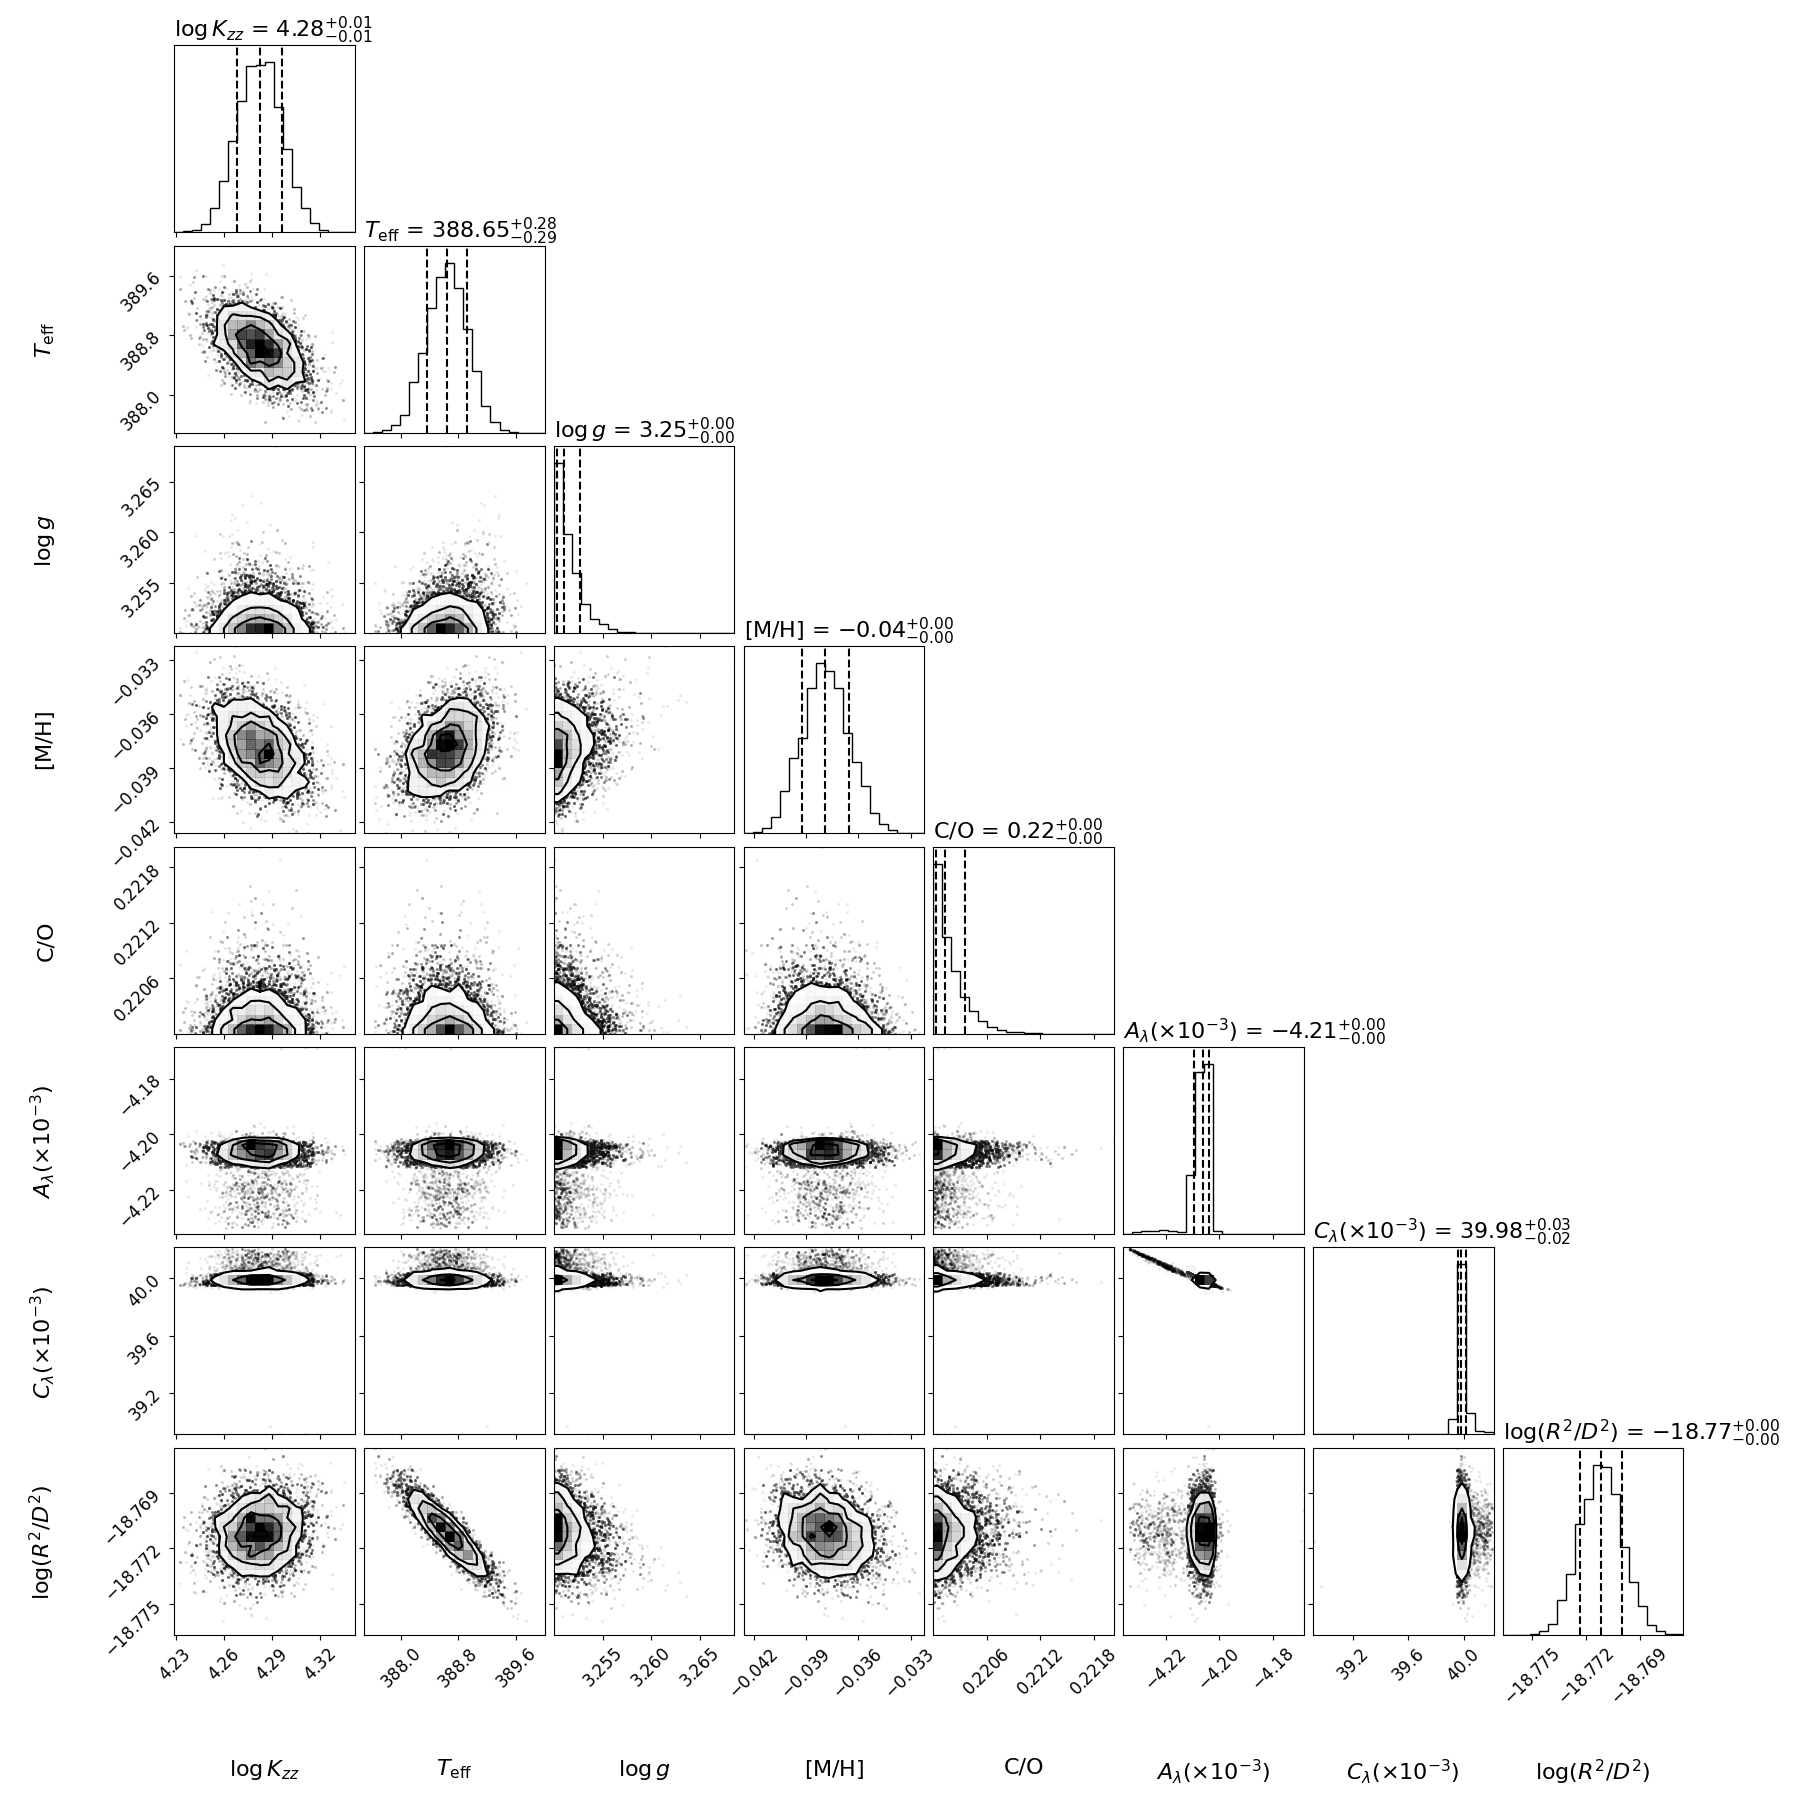 log K_zz = 4.28 +0.01 −0.01
T_eff = 388.65 +0.28 −0.29
389.6
388.8
388.0
T_eff
log g = 3.25 +0.00 −0.00
3.265
3.260
3.255
log g
[M/H] = −0.04 +0.00 −0.00
−0.033
−0.036
−0.039
−0.042
[M/H]
C/O = 0.22 +0.00 −0.00
0.2218
0.2212
0.2206
C/O
A_λ(×10^−3) = −4.21 +0.00 −0.00
−4.18
−4.20
−4.22
A_λ(×10^−3)
C_λ(×10^−3) = 39.98 +0.03 −0.02
40.0
39.6
39.2
C_λ(×10^−3)
log(R^2/D^2) = −18.77 +0.00 −0.00
−18.769
−18.772
−18.775
log(R^2/D^2)
4.23 4.26 4.29 4.32 388.0 388.8 389.6 3.255 3.260 3.265 −0.042 −0.039 −0.036 −0.033 0.2206 0.2212 0.2218 −4.22 −4.20 −4.18 39.2 39.6 40.0 −18.775 −18.772 −18.769
log K_zz T_eff log g [M/H] C/O A_λ(×10^−3) C_λ(×10^−3) log(R^2/D^2)